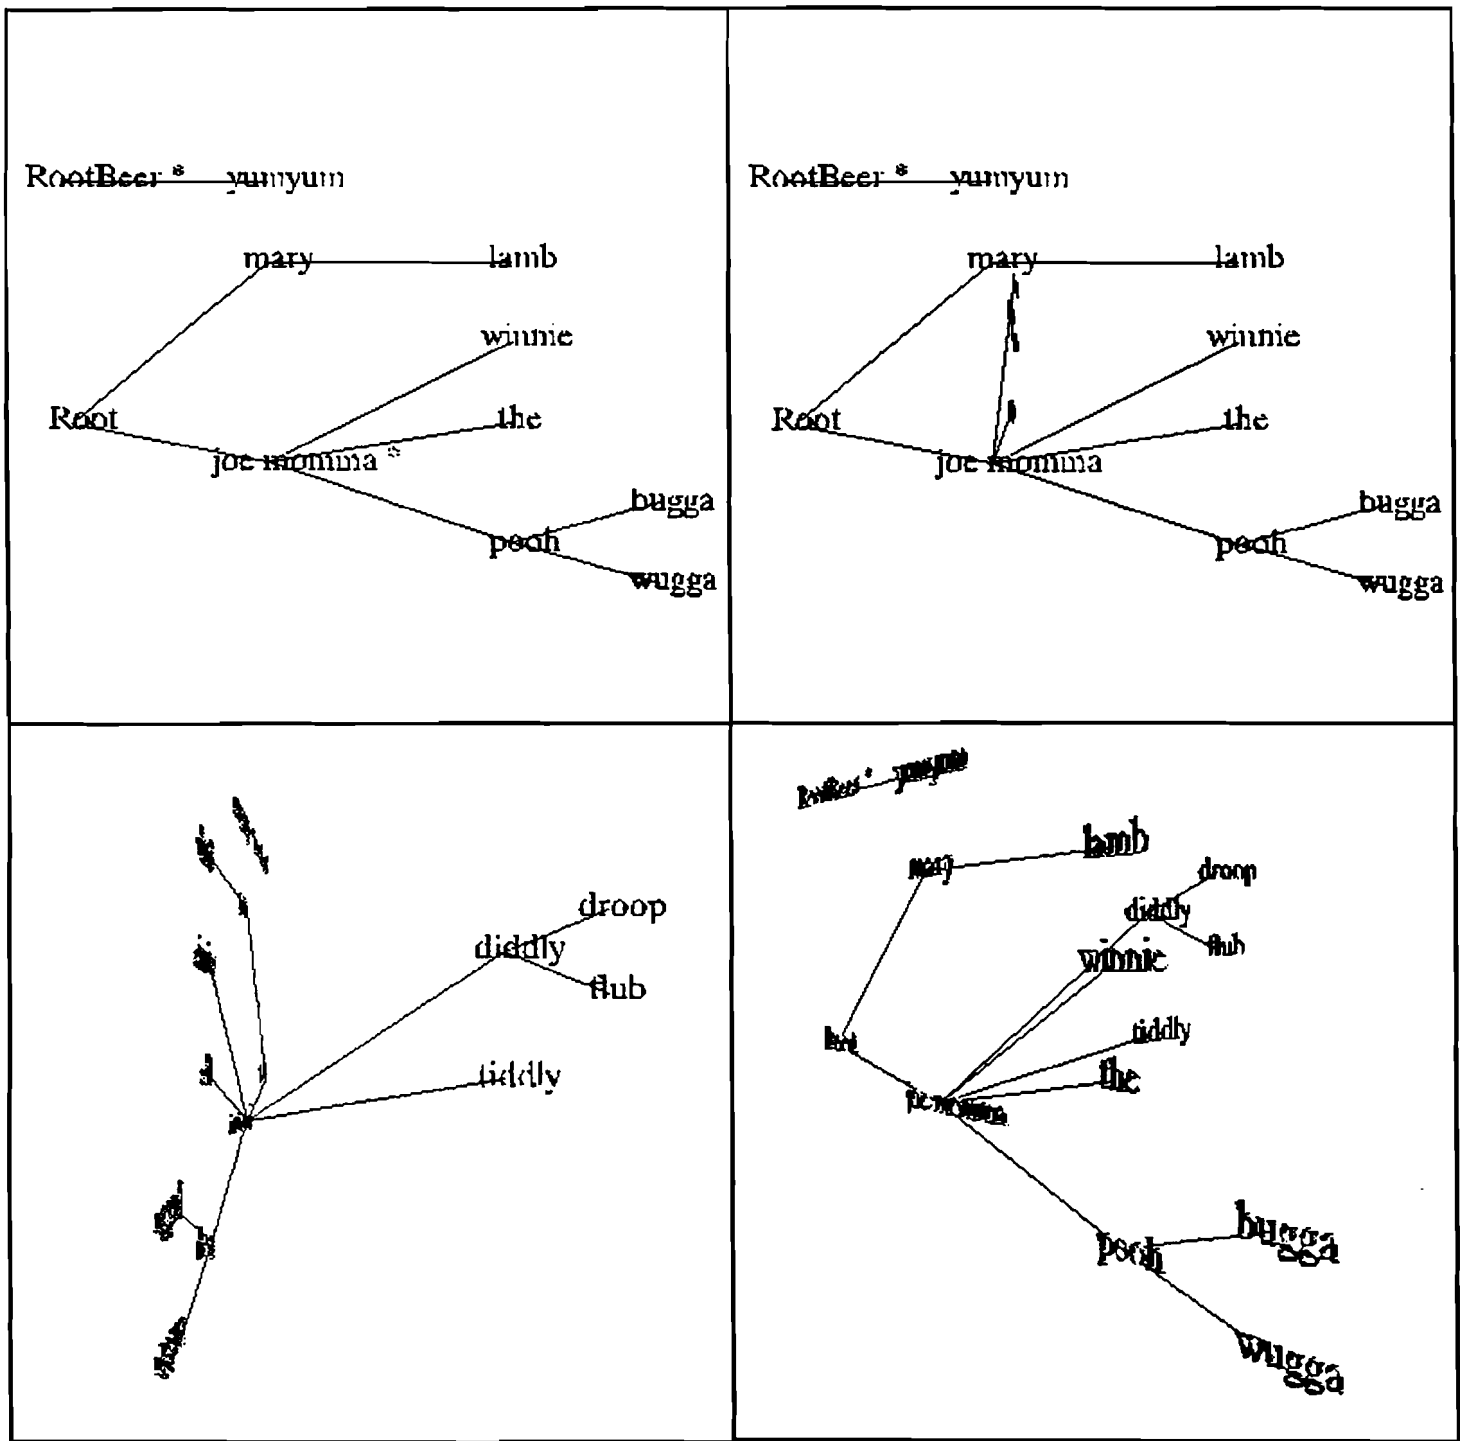 RootBeer * yumyum
mary lamb
winnie
Root the
joe momma *
bugga
pooh
wugga
RootBeer * yumyum
mary lamb
winnie
Root the
joe momma
bugga
pooh
wugga
droop
diddly
flub
tiddly
lamb
mary
droop
diddly
flub
winnie
tiddly
the
joe momma
bugga
pooh
wugga